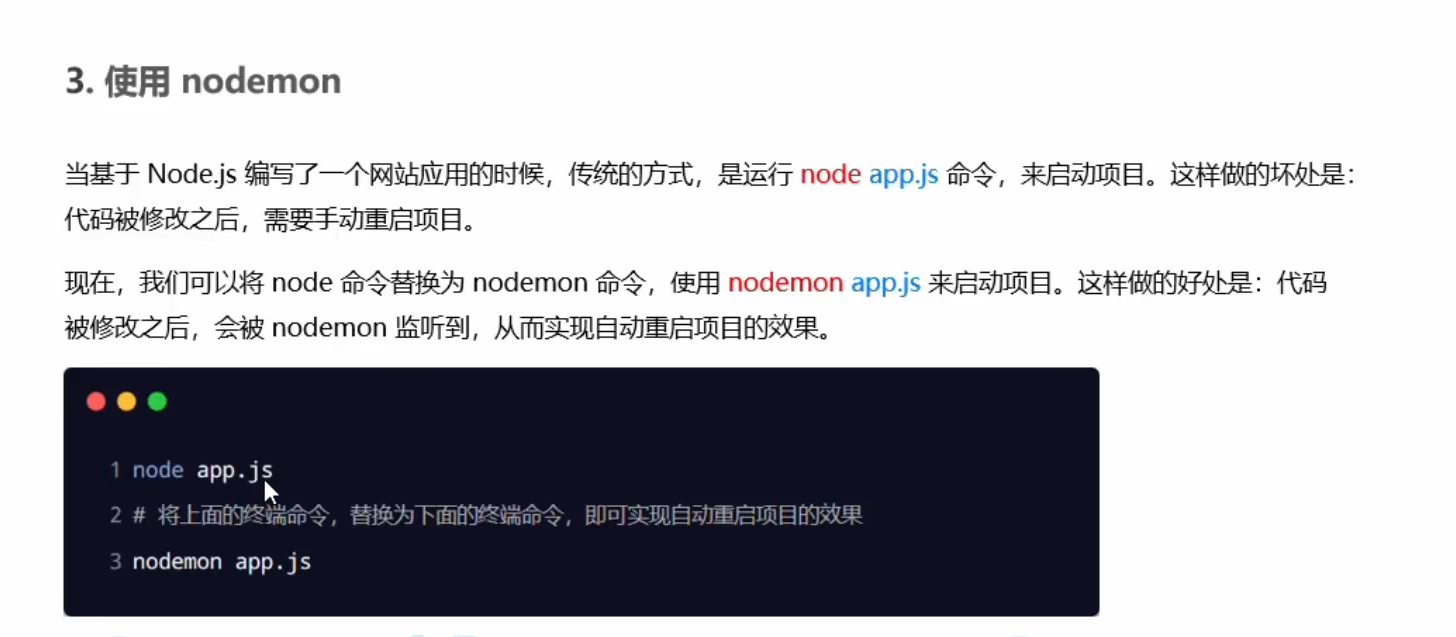 3. 使用 nodemon
当基于 Node.js 编写了一个网站应用的时候，传统的方式，是运行 node app.js 命令，来启动项目。这样做的坏处是：
代码被修改之后，需要手动重启项目。
现在，我们可以将 node 命令替换为 nodemon 命令，使用 nodemon app.js 来启动项目。这样做的好处是：代码
被修改之后，会被 nodemon 监听到，从而实现自动重启项目的效果。
1 node app.js
2 # 将上面的终端命令，替换为下面的终端命令，即可实现自动重启项目的效果
3 nodemon app.js